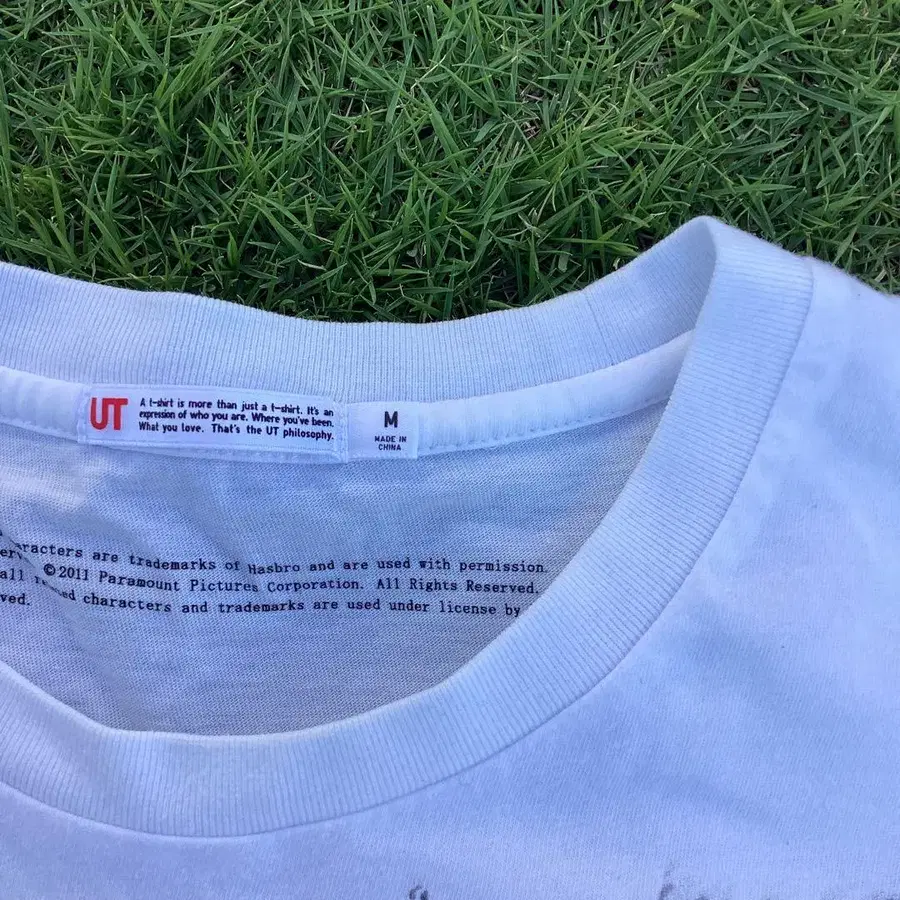 UT
A t-shirt is more than just a t-shirt. It's an
expression of who you are. Where you've been.
What you love. That's the UT philosophy.
M
MADE IN
CHINA
are trademarks of Hasbro and are used with permission.
©2011 Paramount Pictures Corporation. All Rights Reserved.
characters and trademarks are used under license by